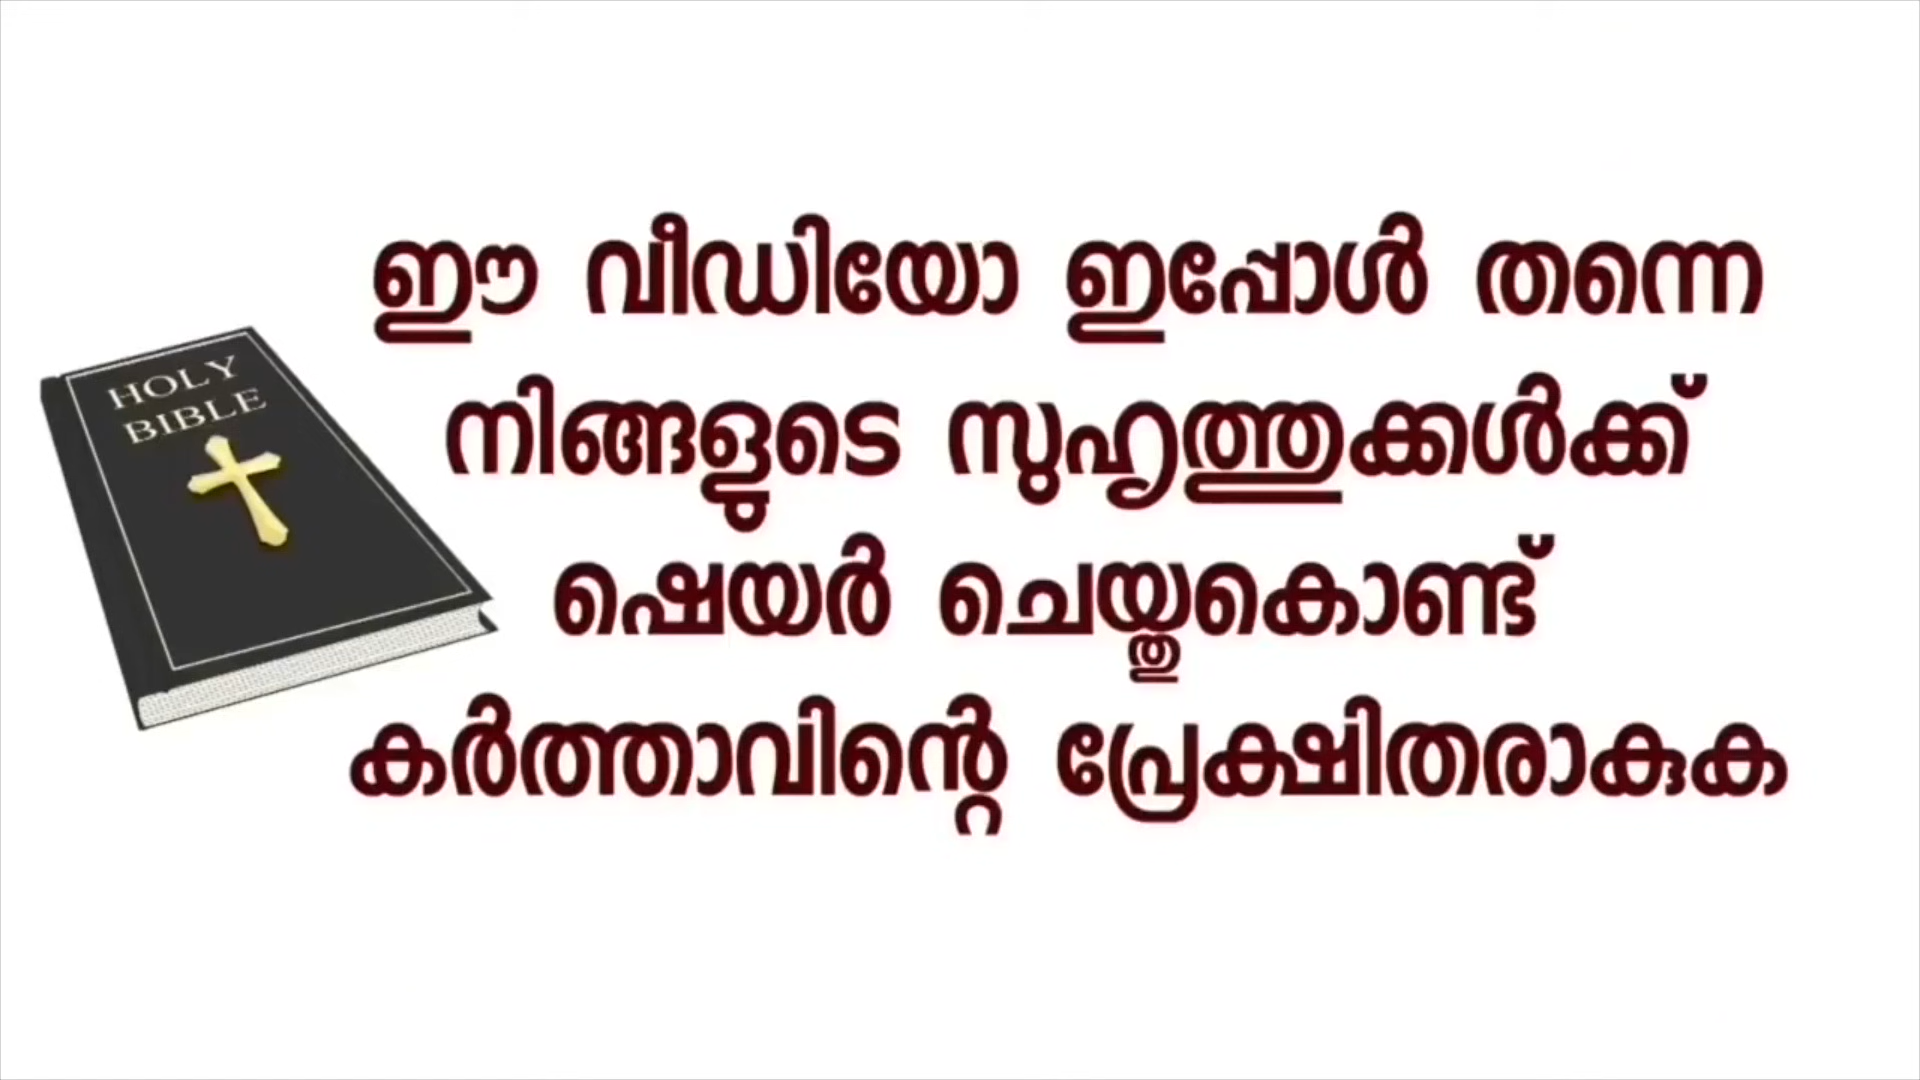 HOLY
BIBLE
ഈ വീഡിയോ ഇപ്പോൾ തന്നെ
നിങ്ങളുടെ സുഹൃത്തുക്കൾക്ക്
ഷെയർ ചെയ്തുകൊണ്ട്
കർത്താവിന്റെ പ്രേക്ഷിതരാകുക